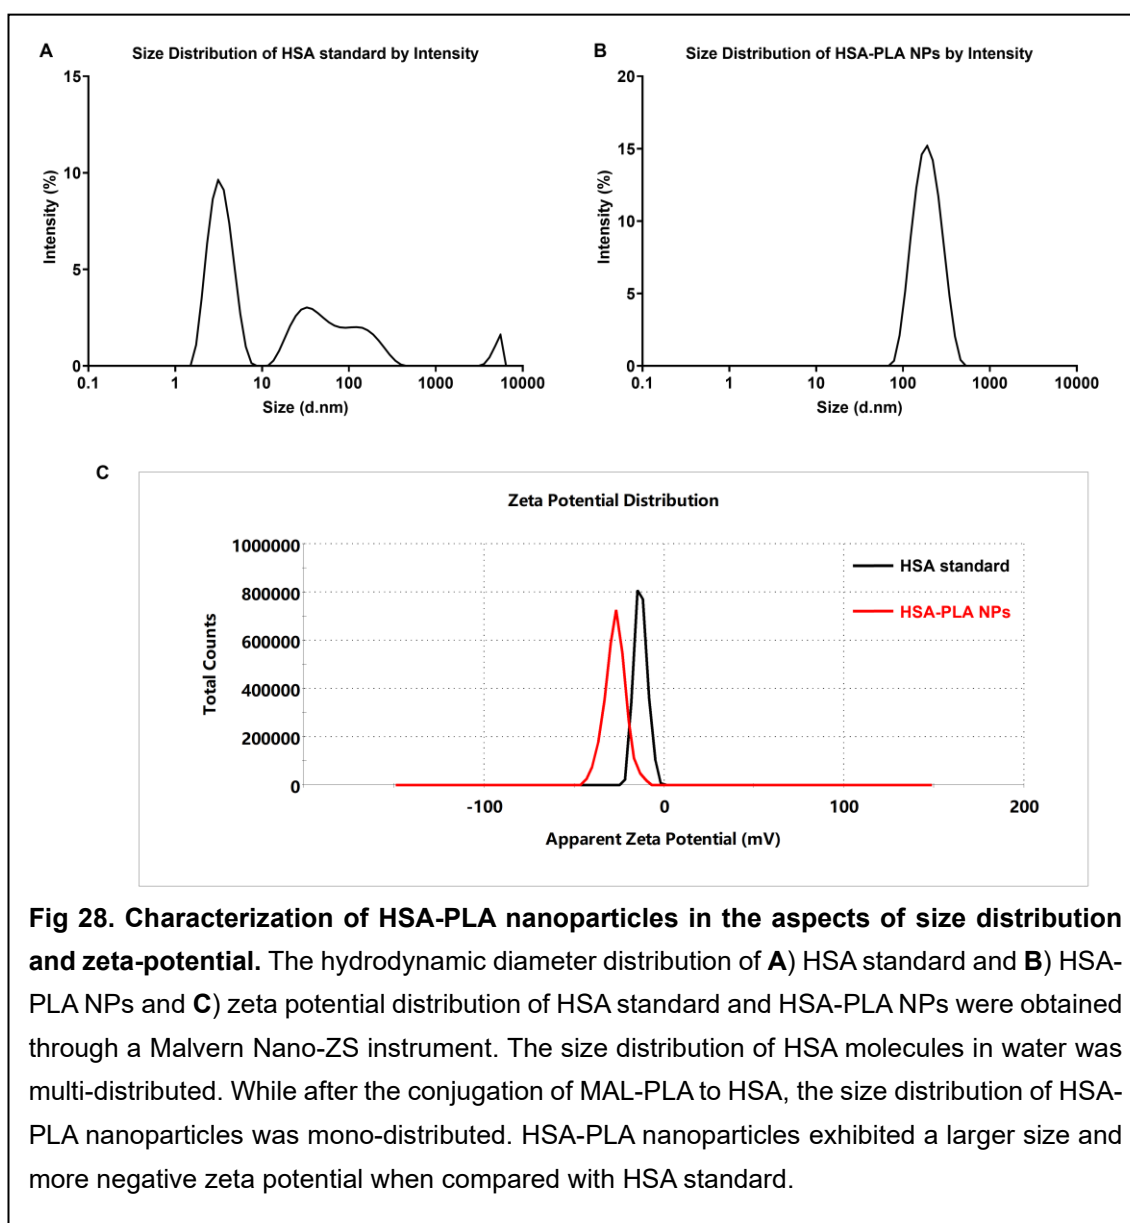 A
Size Distribution of HSA standard by Intensity
15
10
5
0
Intensity (%)
0.1 1 10 100 1000 10000
Size (d.nm)
B
Size Distribution of HSA-PLA NPs by Intensity
20
15
10
5
0
Intensity (%)
0.1 1 10 100 1000 10000
Size (d.nm)
C
Zeta Potential Distribution
1000000
800000
600000
400000
200000
0
Total Counts
HSA standard
HSA-PLA NPs
-100 0 100 200
Apparent Zeta Potential (mV)
Fig 28. Characterization of HSA-PLA nanoparticles in the aspects of size distribution
and zeta-potential. The hydrodynamic diameter distribution of A) HSA standard and B) HSA-
PLA NPs and C) zeta potential distribution of HSA standard and HSA-PLA NPs were obtained
through a Malvern Nano-ZS instrument. The size distribution of HSA molecules in water was
multi-distributed. While after the conjugation of MAL-PLA to HSA, the size distribution of HSA-
PLA nanoparticles was mono-distributed. HSA-PLA nanoparticles exhibited a larger size and
more negative zeta potential when compared with HSA standard.